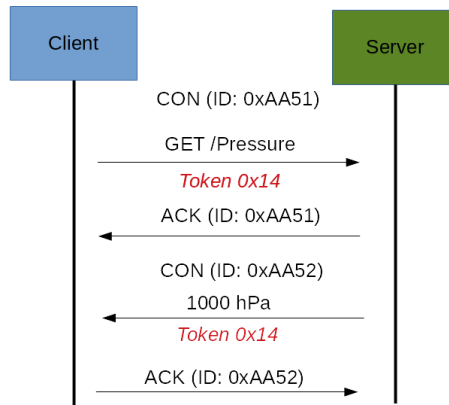 Client
Server
CON (ID: 0xAA51)
GET /Pressure
Token 0x14
ACK (ID: 0xAA51)
CON (ID: 0xAA52)
1000 hPa
Token 0x14
ACK (ID: 0xAA52)